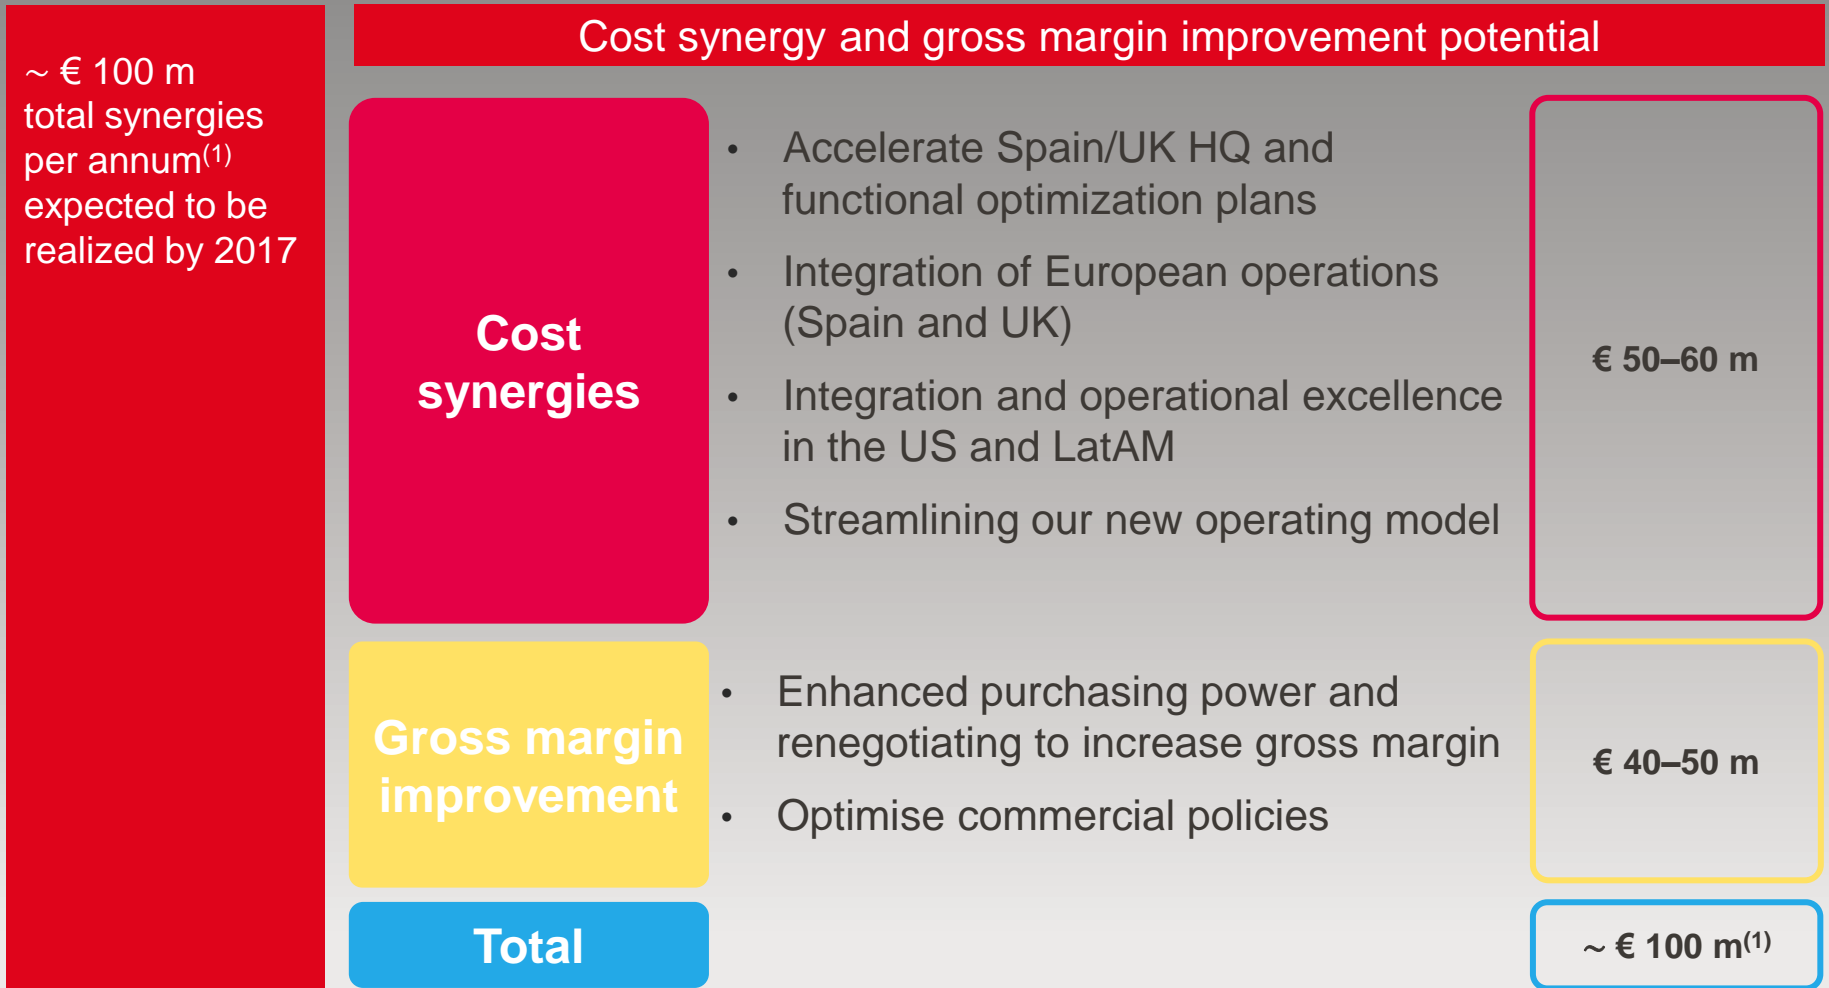 ~ € 100 m
total synergies
per annum(1)
expected to be
realized by 2017
Cost synergy and gross margin improvement potential
Cost
synergies
• Accelerate Spain/UK HQ and
functional optimization plans
• Integration of European operations
(Spain and UK)
• Integration and operational excellence
in the US and LatAM
• Streamlining our new operating model
€ 50–60 m
Gross margin
improvement
• Enhanced purchasing power and
renegotiating to increase gross margin
• Optimise commercial policies
€ 40–50 m
Total
~ € 100 m(1)